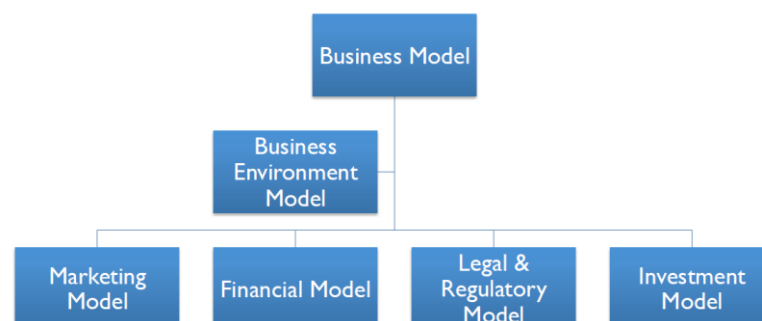 Business Model
Business
Environment
Model
Marketing
Model
Financial Model
Legal &
Regulatory
Model
Investment
Model